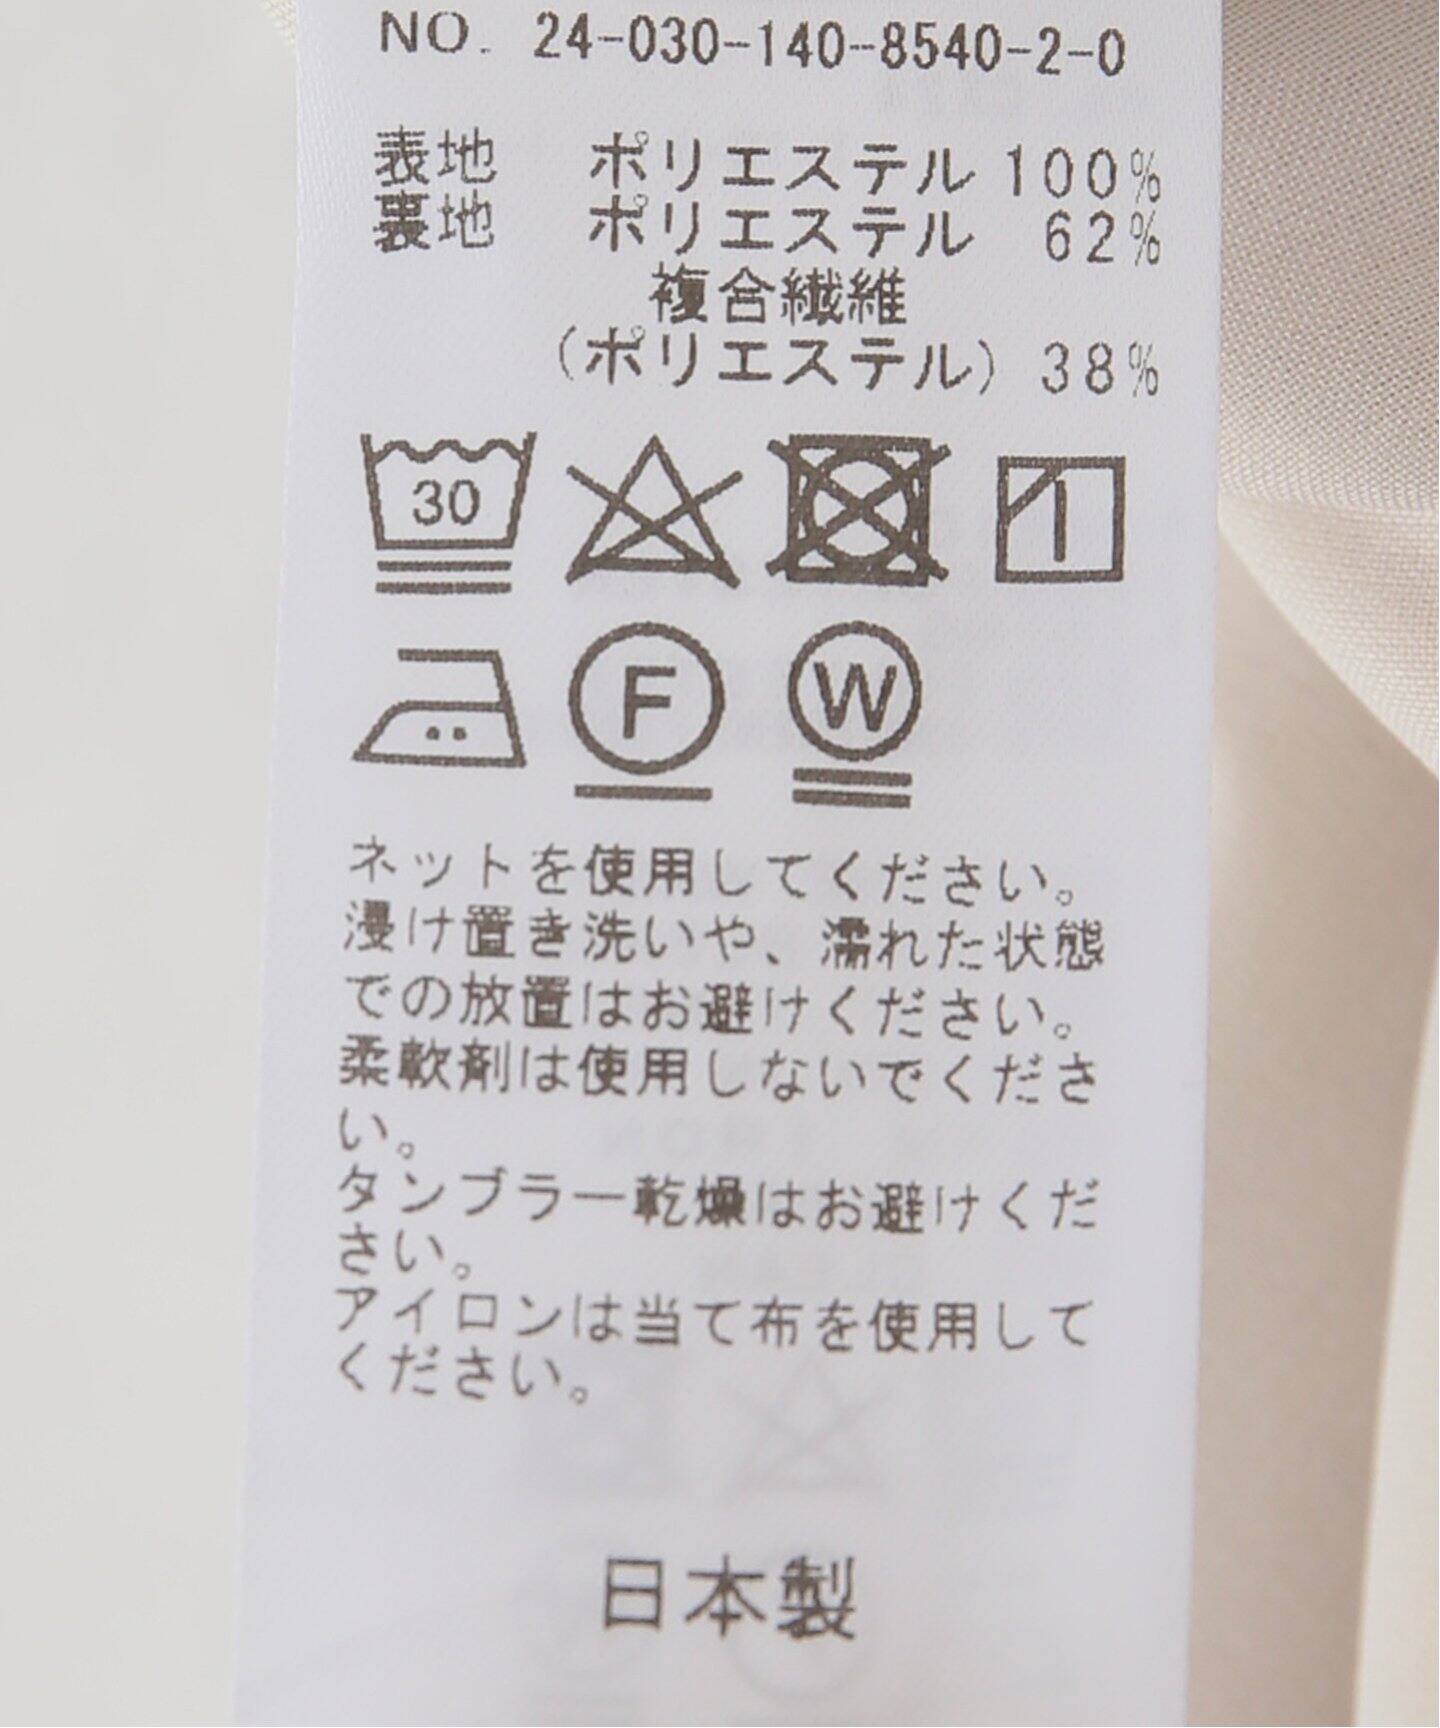 NO. 24-030-140-8540-2-0
表地 ポリエステル 100%
裏地 ポリエステル 62%
複合繊維
(ポリエステル) 38%
30
F
W
ネットを使用してください。
浸け置き洗いや、濡れた状態
での放置はお避けください。
柔軟剤は使用しないでくださ
い。
タンブラー乾燥はお避けくだ
さい。
アイロンは当て布を使用して
ください。
日本製